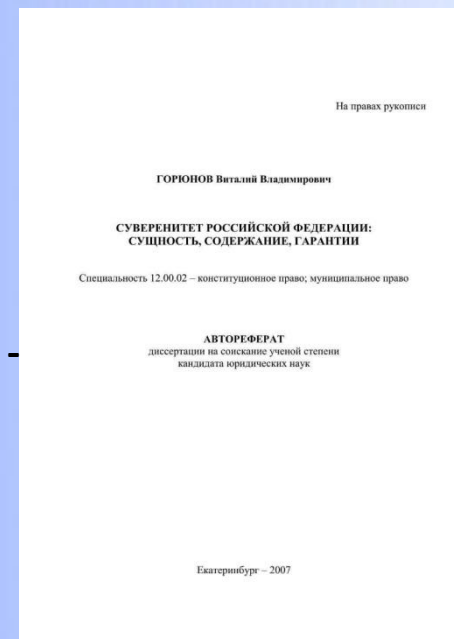 На правах рукописи
ГОРЮНОВ Виталий Владимирович
СУВЕРЕНИТЕТ РОССИЙСКОЙ ФЕДЕРАЦИИ:
СУЩНОСТЬ, СОДЕРЖАНИЕ, ГАРАНТИИ
Специальность 12.00.02 – конституционное право; муниципальное право
АВТОРЕФЕРАТ
диссертации на соискание ученой степени
кандидата юридических наук
Екатеринбург – 2007